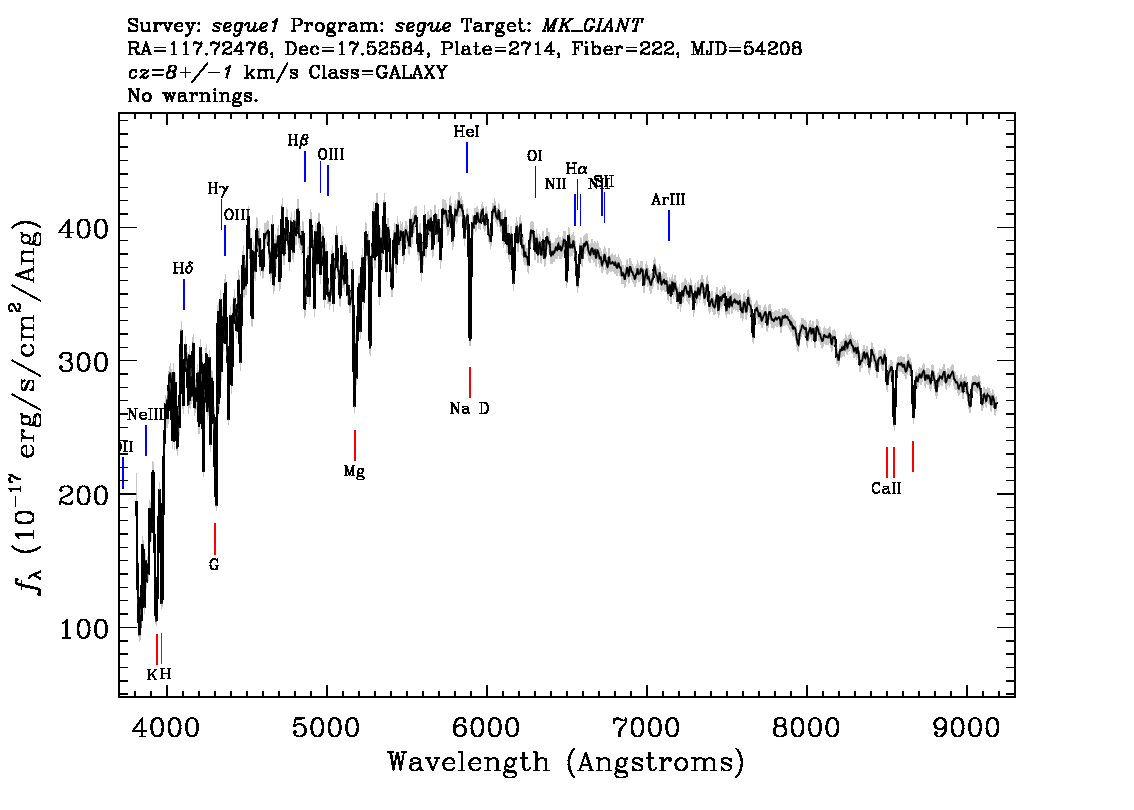 Survey: segue1 Program: segue Target: MK_GIANT
RA=117.72476, Dec=17.52584, Plate=2714, Fiber=222, MJD=54208
cz=8+/-1 km/s Class=GALAXY
No warnings.
HeI
Hβ
OIII
OI
Hα
NII
NII
SII
Hγ
ArIII
OIII
Hδ
400
300
200
100
NeIII
OII
Na D
Mg
CaII
G
K H
fλ (10⁻¹⁷ erg/s/cm²/Ang)
4000 5000 6000 7000 8000 9000
Wavelength (Angstroms)